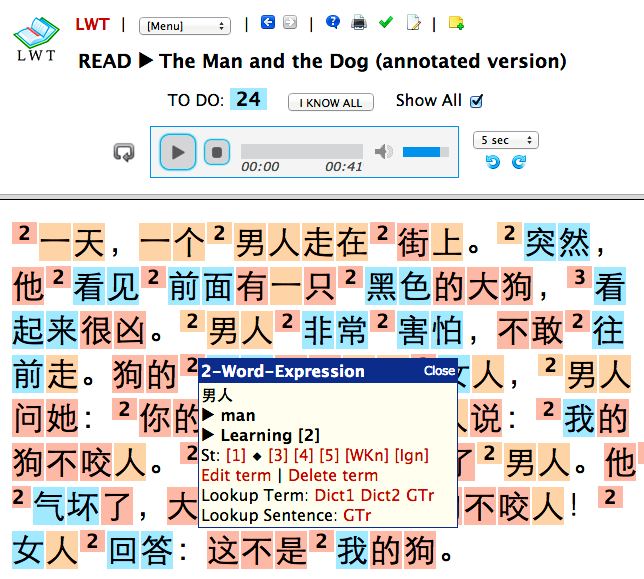 LWT | [Menu] | | |
LWT
READ ▶ The Man and the Dog (annotated version)
TO DO: 24 I KNOW ALL Show All
00:00 00:41
5 sec
2一天，一个2男人走在2街上。2突然，
他2看见2前面有一只2黑色的大狗，3看
起来很凶。2男人2非常2害怕，不敢2往
前走。狗的 女人，2男人
问她：2你的 人说：2我的
狗不咬人。2 了2男人。他
2气坏了，大 狗不咬人！2
女人2回答：这不是2我的狗。
2-Word-Expression Close
男人
▶ man
▶ Learning [2]
St: [1] ◆ [3] [4] [5] [WKn] [Ign]
Edit term | Delete term
Lookup Term: Dict1 Dict2 GTr
Lookup Sentence: GTr